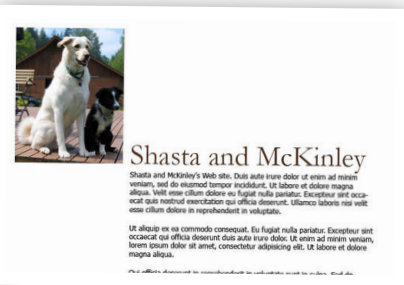 Shasta and McKinley
Shasta and McKinley's Web site. Duis aute irure dolor ut enim ad minim
veniam, sed do eiusmod tempor incididunt. Ut labore et dolore magna
aliqua. Velit esse cillum dolore eu fugiat nulla pariatur. Excepteur sint occa-
ecat quis nostrud exercitation qui officia deserunt. Ullamco laboris nisi velit
esse cillum dolore in reprehenderit in voluptate.
Ut aliquip ex ea commodo consequat. Eu fugiat nulla pariatur. Excepteur sint
occaecat qui officia deserunt duis aute irure dolor. Ut enim ad minim veniam,
lorem ipsum dolor sit amet, consectetur adipisicing elit. Ut labore et dolore
magna aliqua.